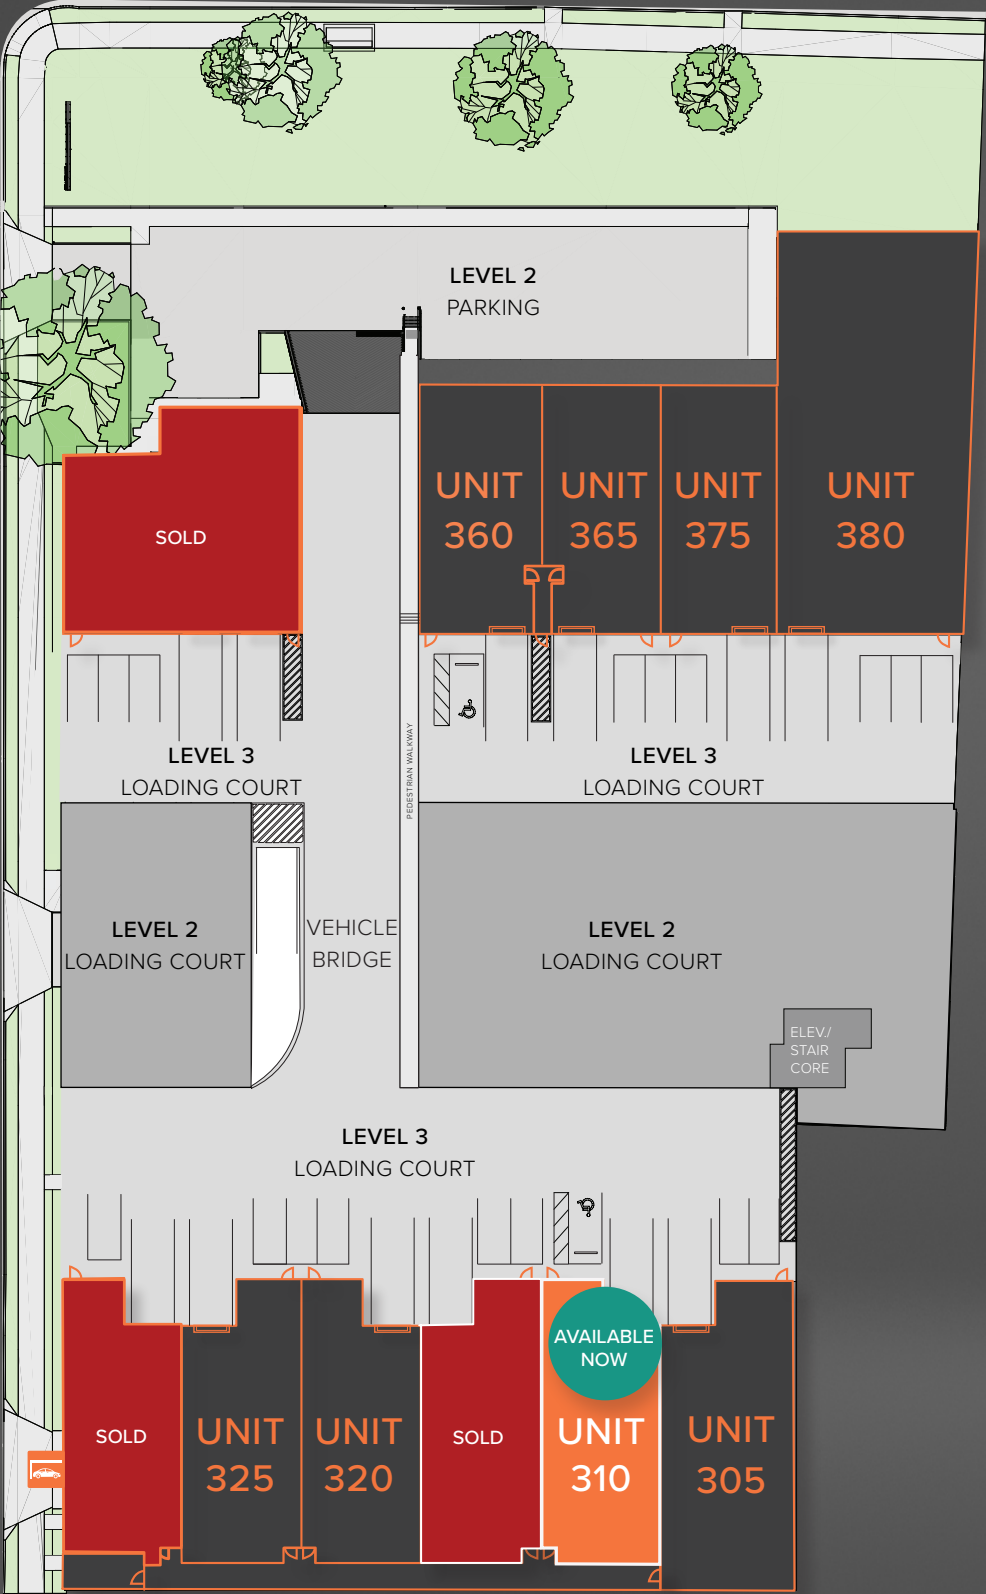 LEVEL 2
PARKING
UNIT
360
UNIT
365
UNIT
375
UNIT
380
SOLD
LEVEL 3
LOADING COURT
PEDESTRIAN WALKWAY
LEVEL 3
LOADING COURT
LEVEL 2
LOADING COURT
VEHICLE
BRIDGE
LEVEL 2
LOADING COURT
ELEV./
STAIR
CORE
LEVEL 3
LOADING COURT
AVAILABLE
NOW
SOLD
UNIT
325
UNIT
320
SOLD
UNIT
310
UNIT
305